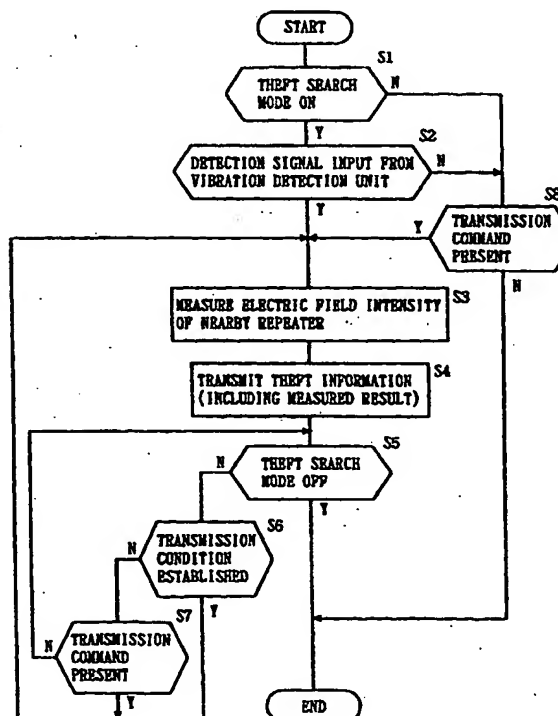 START
S1
THEFT SEARCH
MODE ON
N
Y
S2
DETECTION SIGNAL INPUT FROM
VIBRATION DETECTION UNIT
N
Y
S8
TRANSMISSION
COMMAND
PRESENT
Y
N
S3
MEASURE ELECTRIC FIELD INTENSITY
OF NEARBY REPEATER
S4
TRANSMIT THEFT INFORMATION
(INCLUDING MEASURED RESULT)
S5
THEFT SEARCH
MODE OFF
N
Y
S6
TRANSMISSION
CONDITION
ESTABLISHED
N
Y
S7
TRANSMISSION
COMMAND
PRESENT
N
Y
END